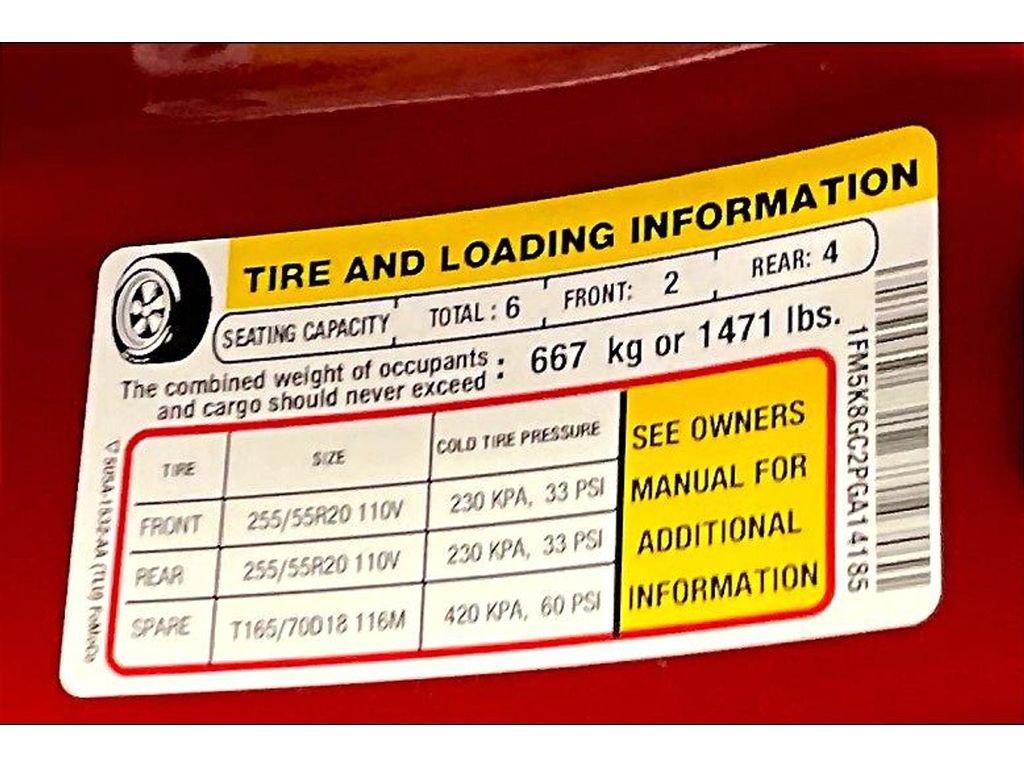 TIRE AND LOADING INFORMATION
SEATING CAPACITY TOTAL : 6 FRONT: 2 REAR: 4
The combined weight of occupants
and cargo should never exceed : 667 kg or 1471 lbs.
TIRE SIZE COLD TIRE PRESSURE
FRONT 255/55R20 110V 230 KPA, 33 PSI
REAR 255/55R20 110V 230 KPA, 33 PSI
SPARE T165/70D18 116M 420 KPA, 60 PSI
SEE OWNERS
MANUAL FOR
ADDITIONAL
INFORMATION
1FM5K8GC2PGA14185